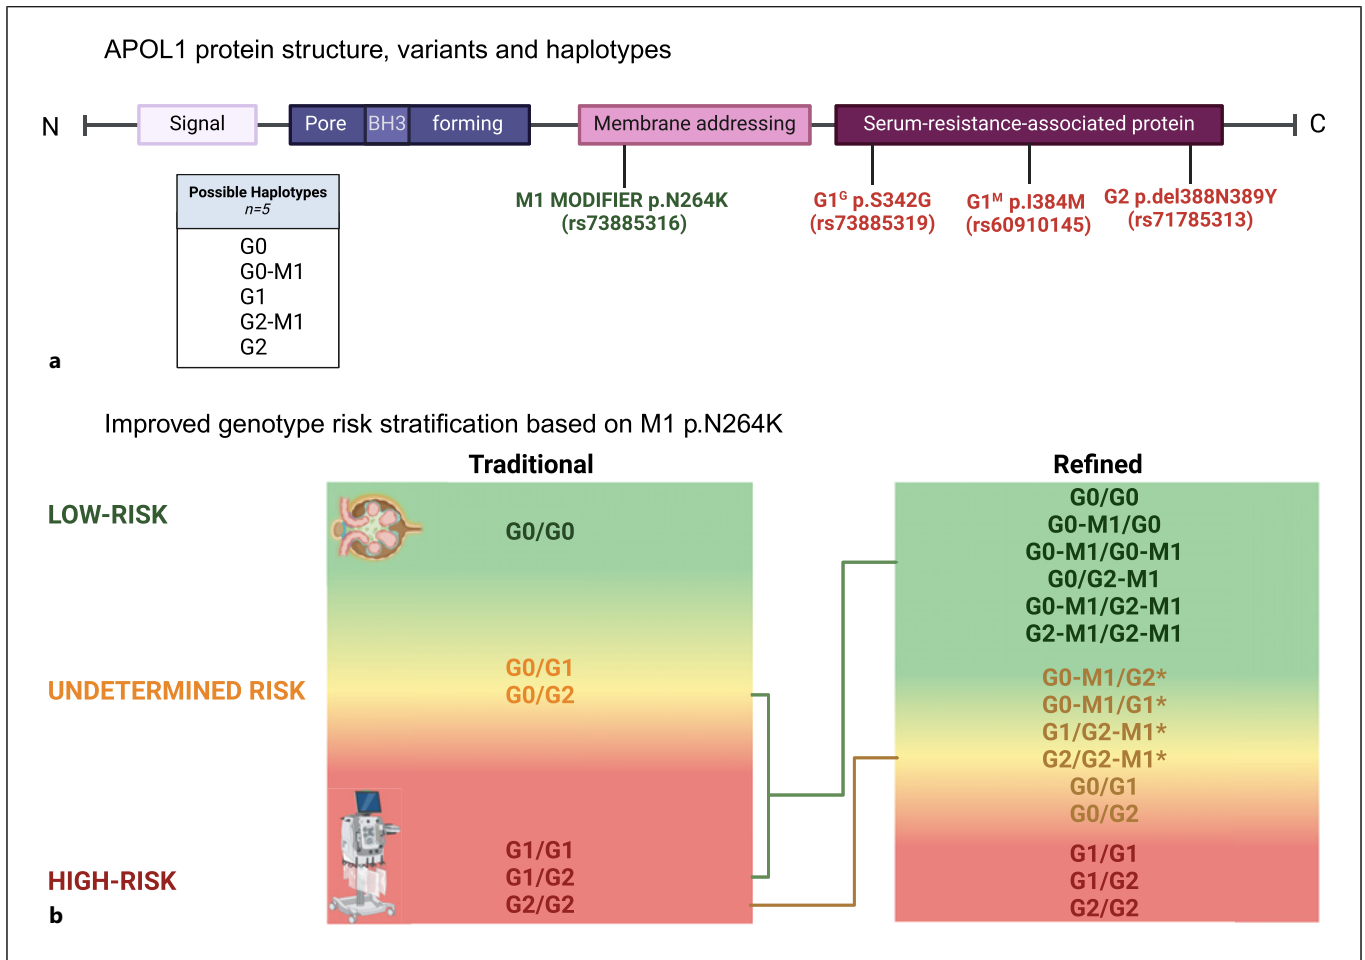 APOL1 protein structure, variants and haplotypes
N
Signal
Pore
BH3
forming
Membrane addressing
Serum-resistance-associated protein
C
M1 MODIFIER p.N264K
(rs73885316)
G1ᴳ p.S342G
(rs73885319)
G1ᴹ p.I384M
(rs60910145)
G2 p.del388N389Y
(rs71785313)
Possible Haplotypes
n=5
G0
G0-M1
G1
G2-M1
G2
a
Improved genotype risk stratification based on M1 p.N264K
Traditional
Refined
LOW-RISK
G0/G0
G0/G0
G0-M1/G0
G0-M1/G0-M1
G0/G2-M1
G0-M1/G2-M1
G2-M1/G2-M1
UNDETERMINED RISK
G0/G1
G0/G2
G0-M1/G2*
G0-M1/G1*
G1/G2-M1*
G2/G2-M1*
G0/G1
G0/G2
HIGH-RISK
G1/G1
G1/G2
G2/G2
G1/G1
G1/G2
G2/G2
b